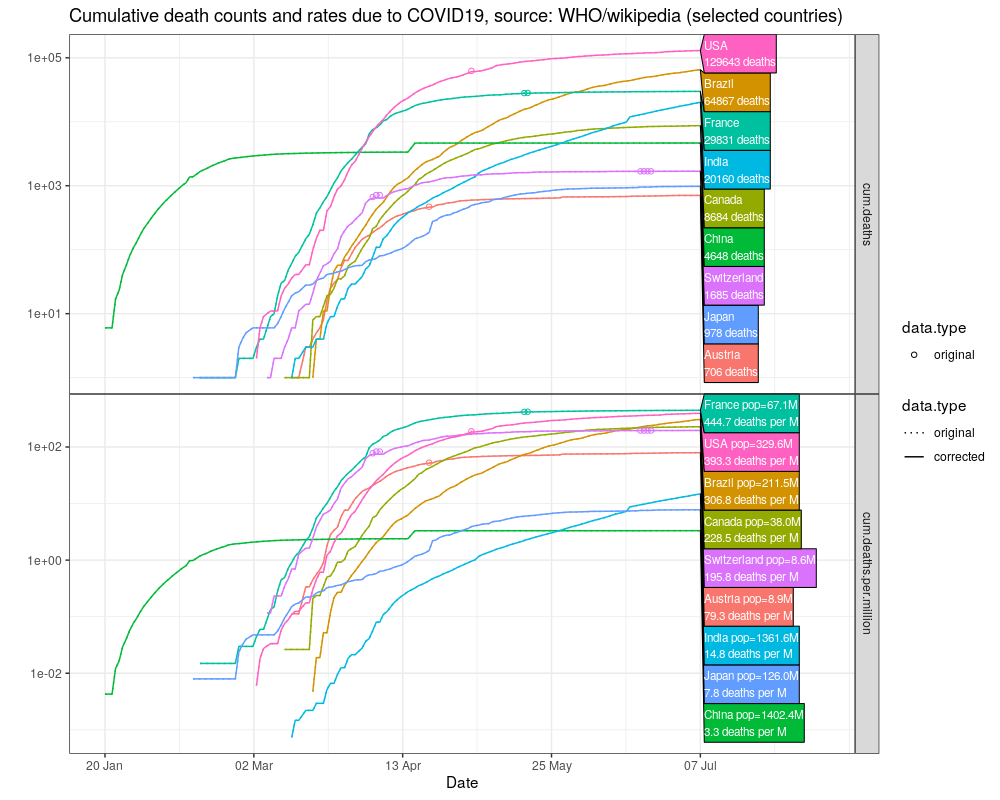 Cumulative death counts and rates due to COVID19, source: WHO/wikipedia (selected countries)
1e+05
1e+03
1e+01
USA
129643 deaths
Brazil
64867 deaths
France
29831 deaths
India
20160 deaths
Canada
8684 deaths
China
4648 deaths
Switzerland
1685 deaths
Japan
978 deaths
Austria
706 deaths
cum.deaths
1e+02
1e+00
1e-02
France pop=67.1M
444.7 deaths per M
USA pop=329.6M
393.3 deaths per M
Brazil pop=211.5M
306.8 deaths per M
Canada pop=38.0M
228.5 deaths per M
Switzerland pop=8.6M
195.8 deaths per M
Austria pop=8.9M
79.3 deaths per M
India pop=1361.6M
14.8 deaths per M
Japan pop=126.0M
7.8 deaths per M
China pop=1402.4M
3.3 deaths per M
cum.deaths.per.million
20 Jan
02 Mar
13 Apr
25 May
07 Jul
Date
data.type
original
data.type
original
corrected